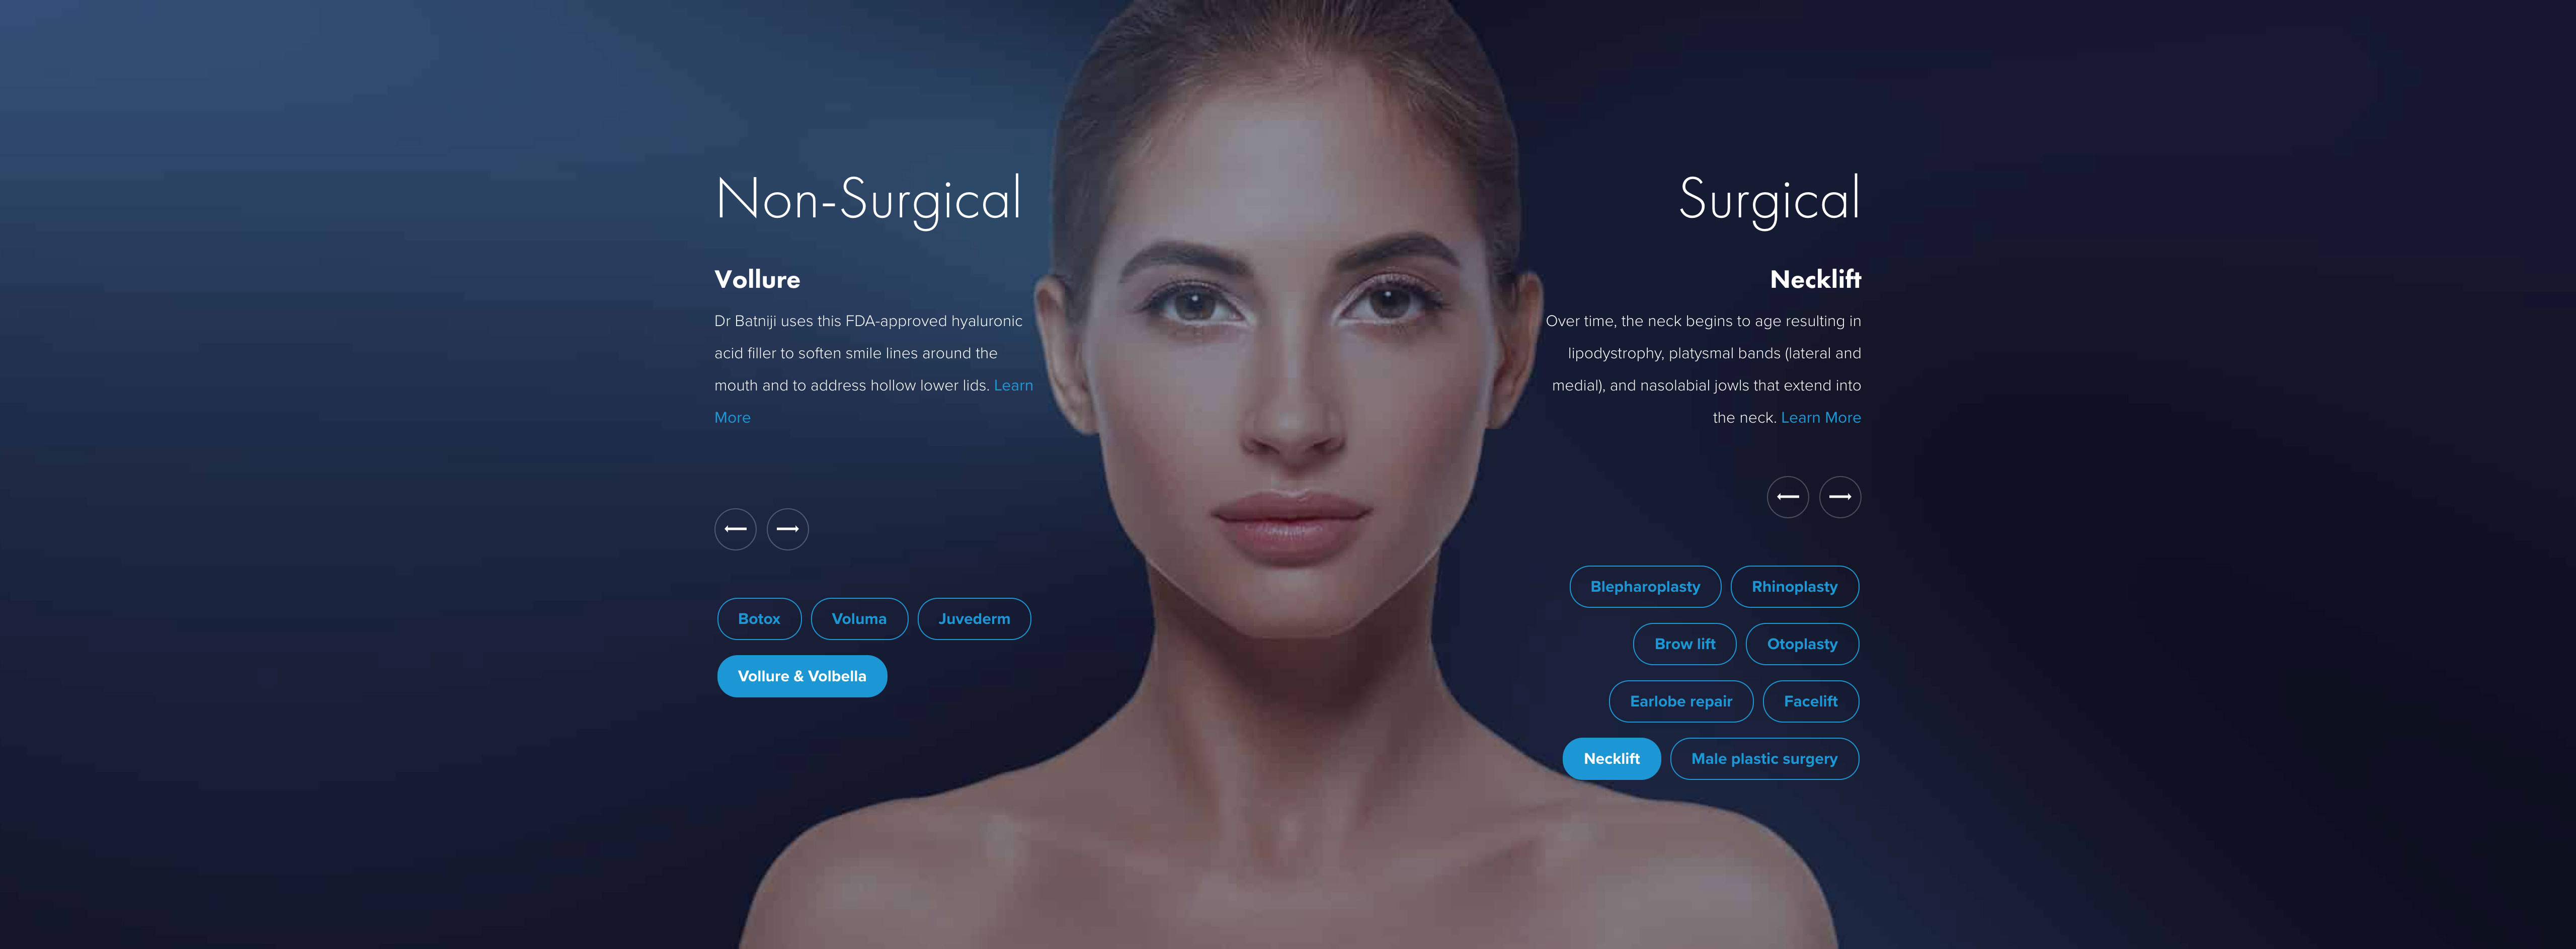 Non-Surgical
Vollure
Dr Batniji uses this FDA-approved hyaluronic
acid filler to soften smile lines around the
mouth and to address hollow lower lids. Learn
More
Botox
Voluma
Juvederm
Vollure & Volbella
Surgical
Necklift
Over time, the neck begins to age resulting in
lipodystrophy, platysmal bands (lateral and
medial), and nasolabial jowls that extend into
the neck. Learn More
Blepharoplasty
Rhinoplasty
Brow lift
Otoplasty
Earlobe repair
Facelift
Necklift
Male plastic surgery